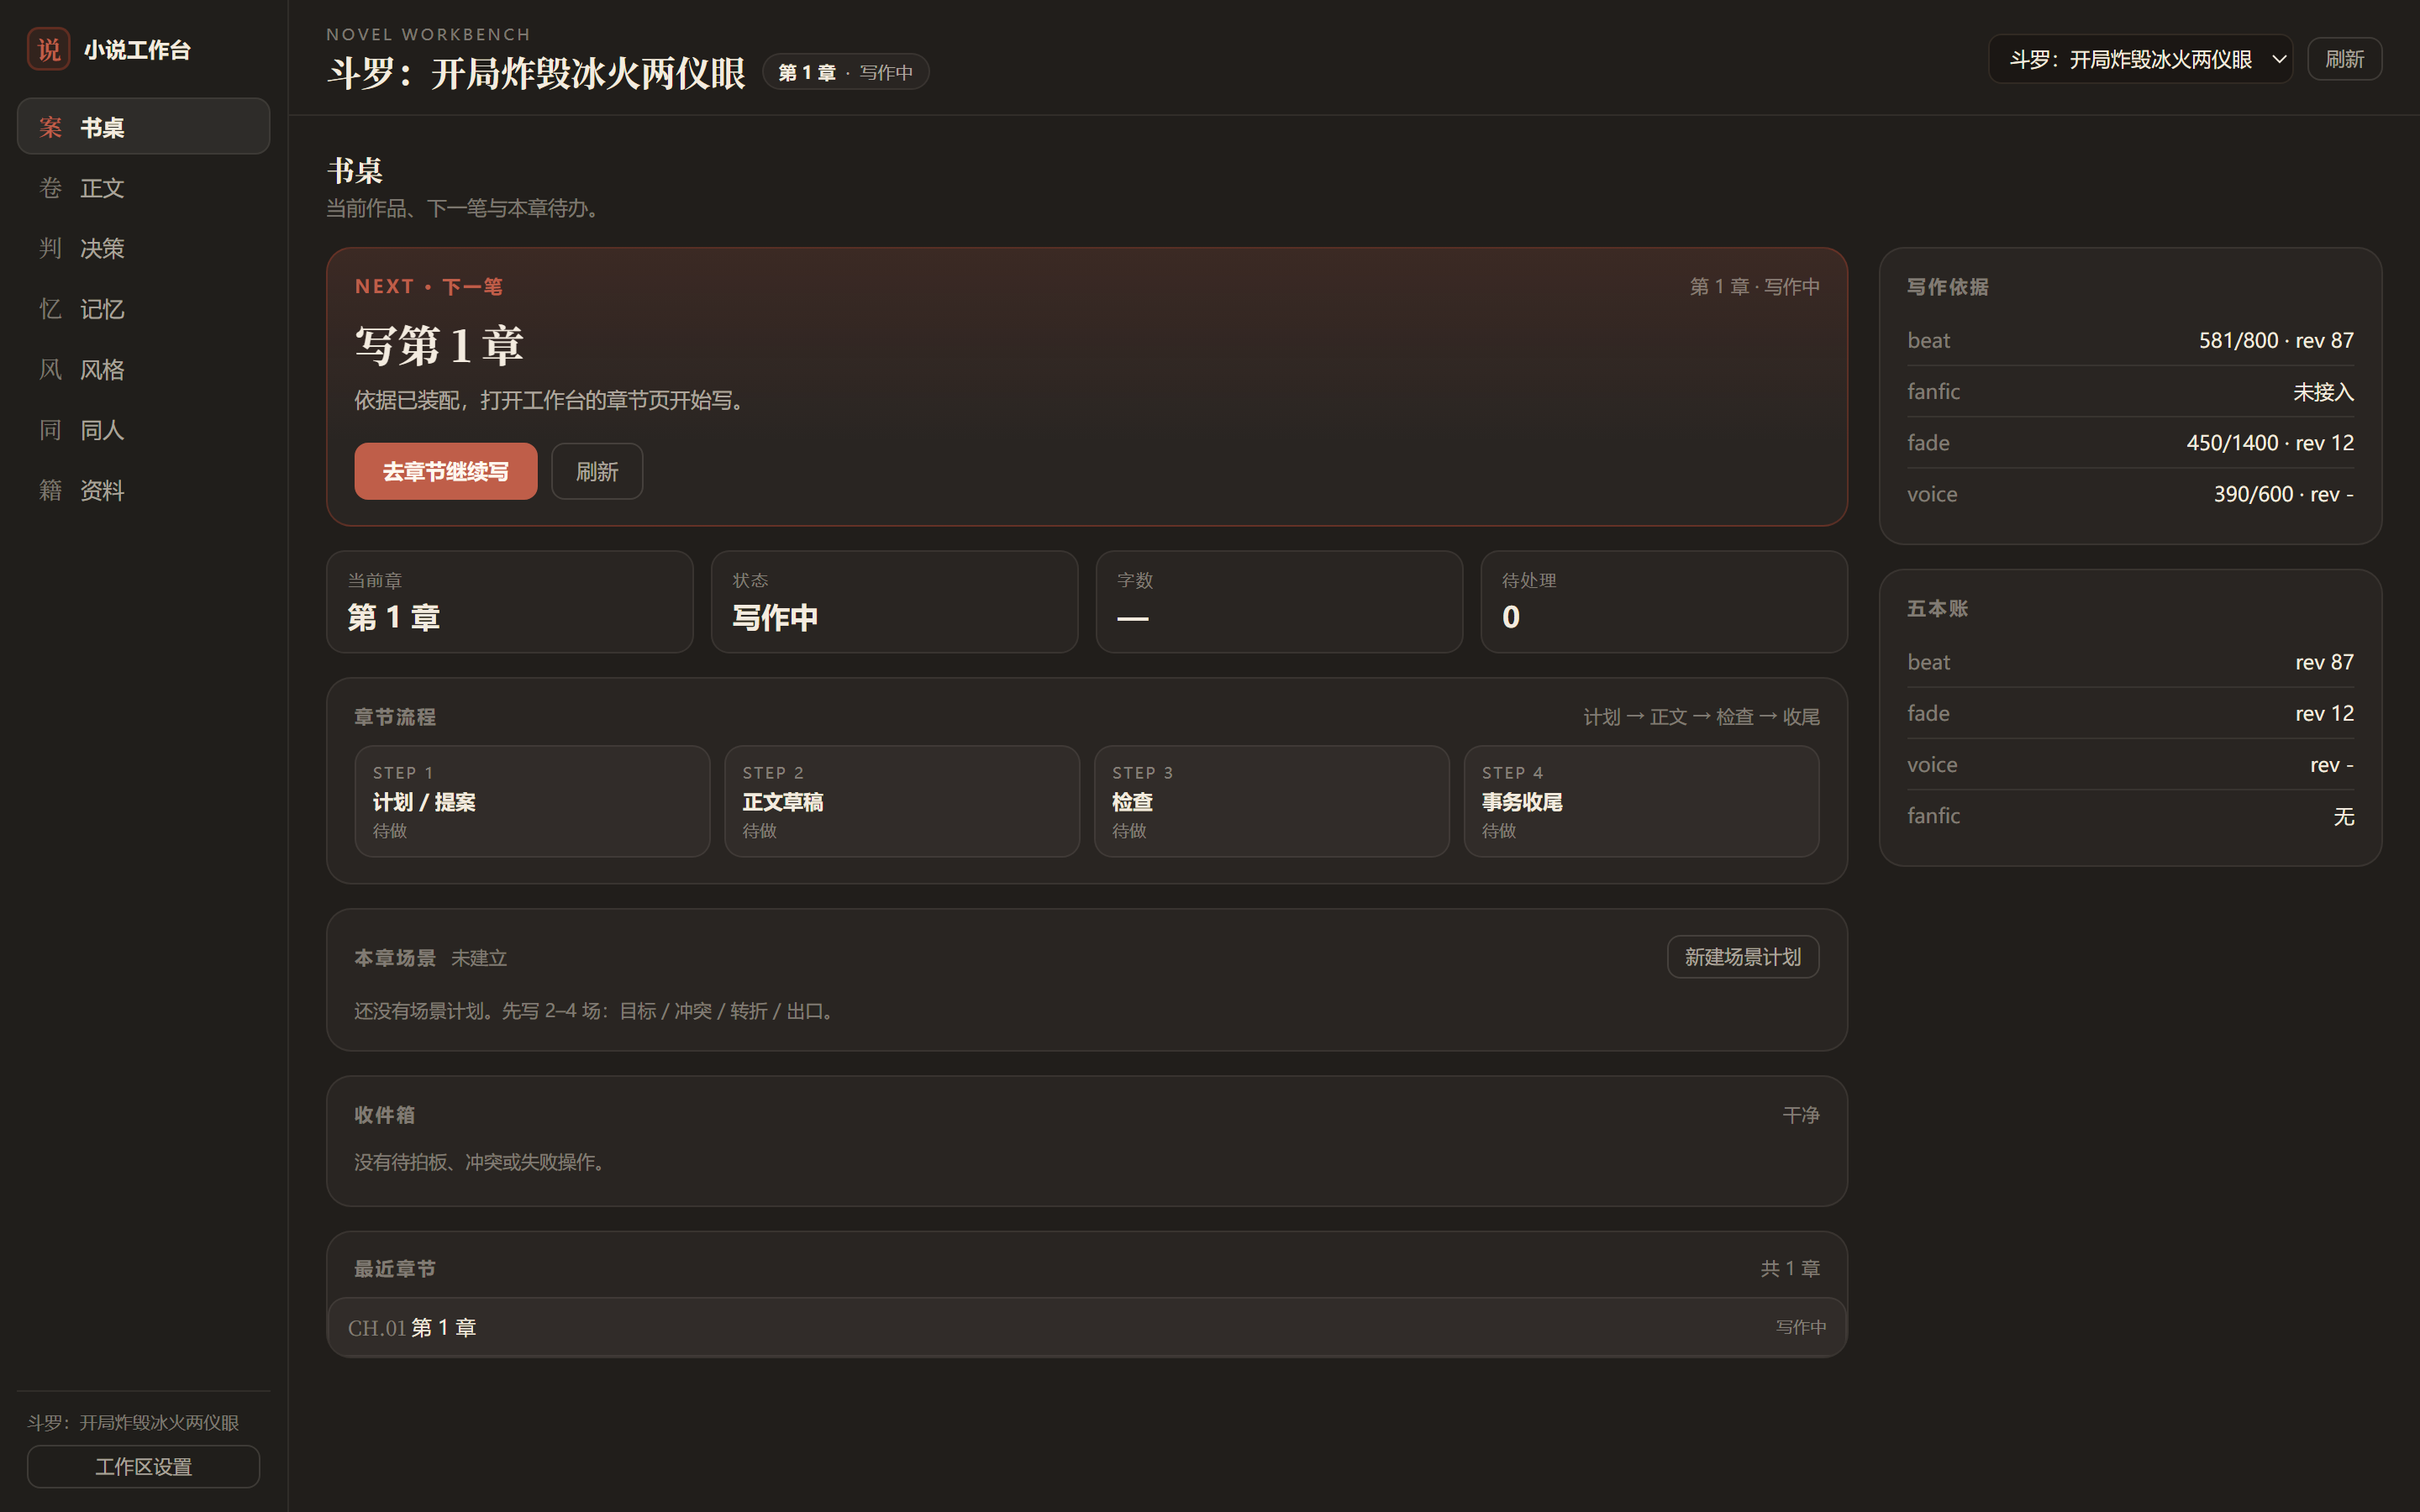 说 小说工作台
案 书桌
卷 正文
判 决策
忆 记忆
风 风格
同 同人
籍 资料
斗罗：开局炸毁冰火两仪眼
工作区设置
NOVEL WORKBENCH
斗罗：开局炸毁冰火两仪眼 第 1 章 · 写作中
斗罗：开局炸毁冰火两仪眼 刷新
书桌
当前作品、下一笔与本章待办。
NEXT · 下一笔 第 1 章 · 写作中
写第 1 章
依据已装配，打开工作台的章节页开始写。
去章节继续写 刷新
当前章 状态 字数 待处理
第 1 章 写作中 — 0
章节流程 计划 → 正文 → 检查 → 收尾
STEP 1 STEP 2 STEP 3 STEP 4
计划 / 提案 正文草稿 检查 事务收尾
待做 待做 待做 待做
本章场景 未建立 新建场景计划
还没有场景计划。先写 2–4 场：目标 / 冲突 / 转折 / 出口。
收件箱 干净
没有待拍板、冲突或失败操作。
最近章节 共 1 章
CH.01 第 1 章 写作中
写作依据
beat 581/800 · rev 87
fanfic 未接入
fade 450/1400 · rev 12
voice 390/600 · rev -
五本账
beat rev 87
fade rev 12
voice rev -
fanfic 无